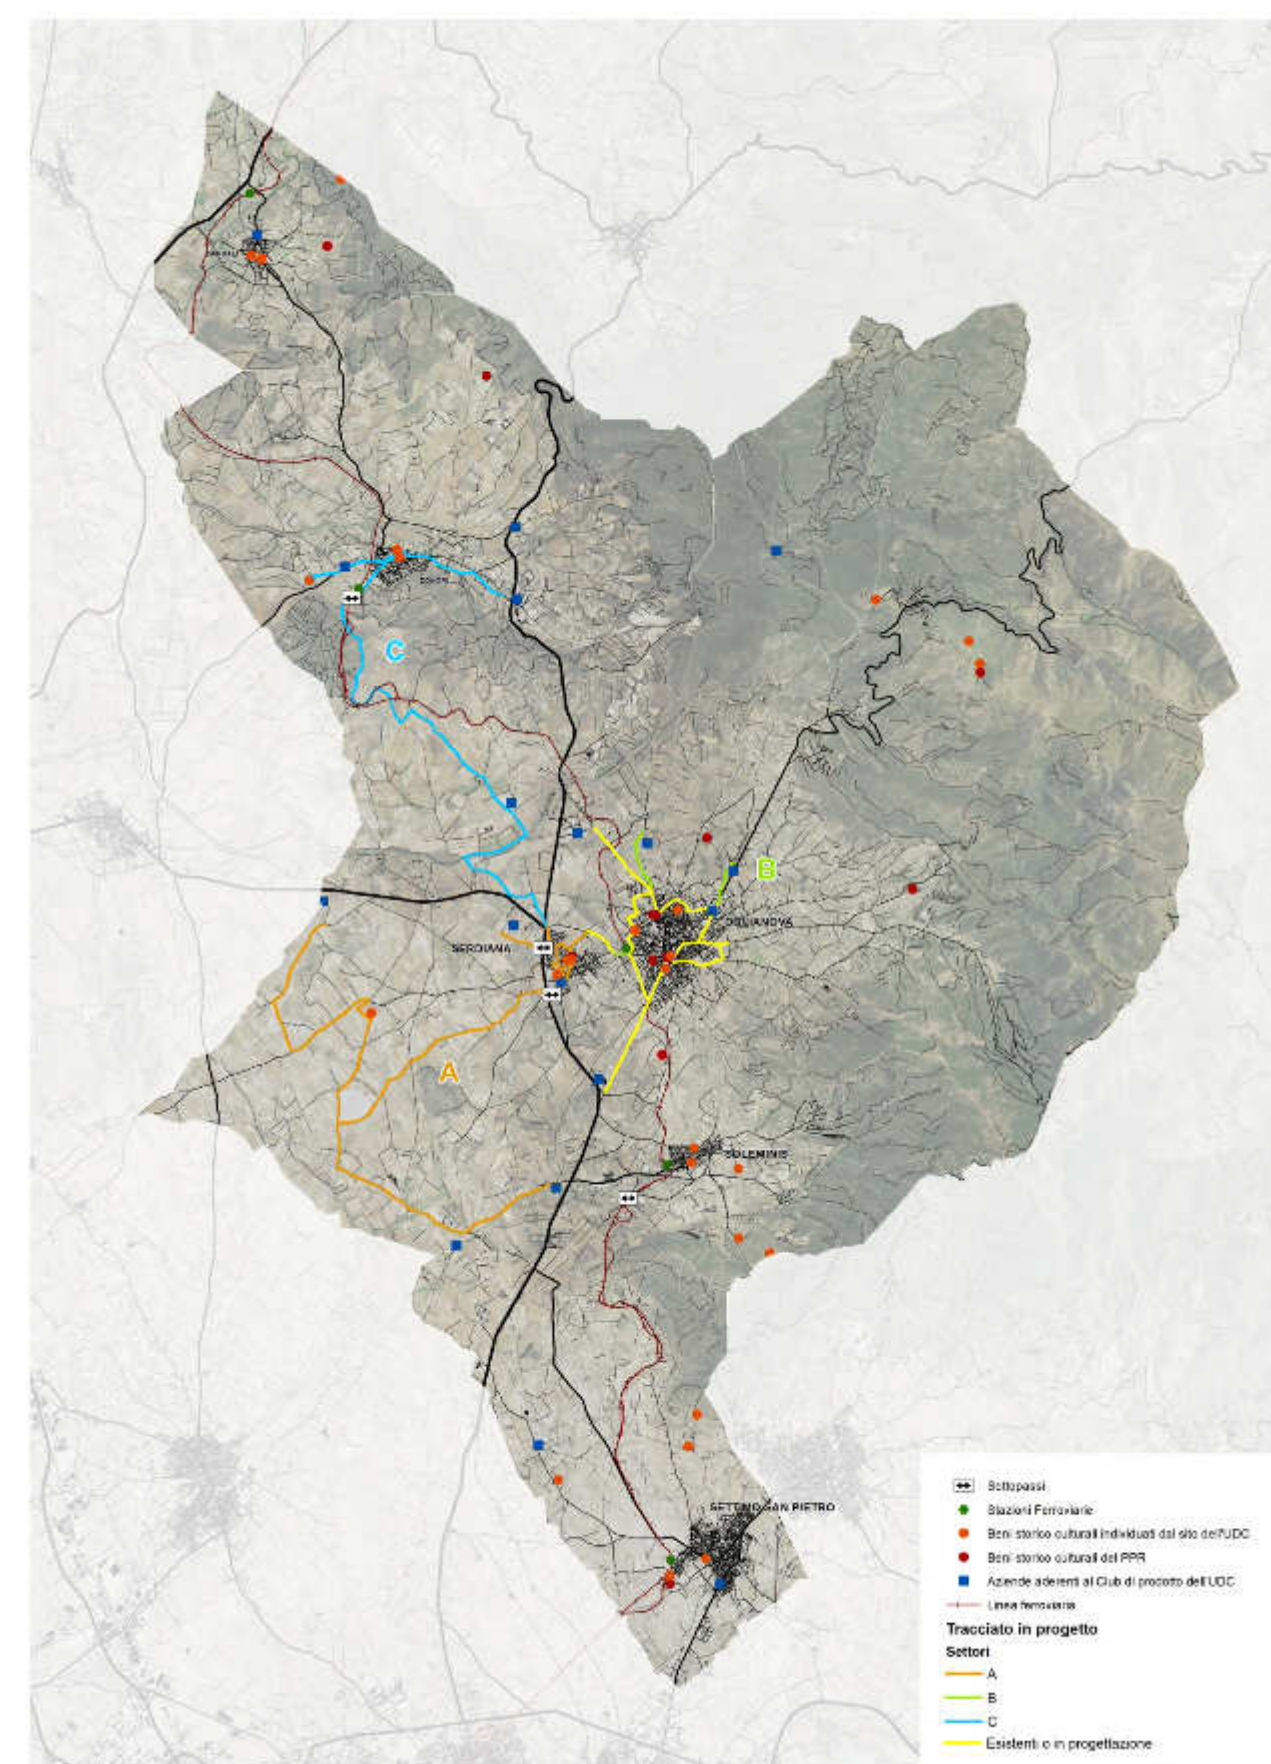 C
B
DOLIANOVA
SERDIANA
A
SOLEMINIS
SETTIMO SAN PIETRO
Sottopassi
Stazioni Ferroviarie
Beni storico culturali individuati dal sito dell'UDC
Beni storico culturali del PPR
Aziende aderenti al Club di prodotto dell'UDC
Linea ferroviaria
Tracciato in progetto
Settori
A
B
C
Esistenti o in progettazione